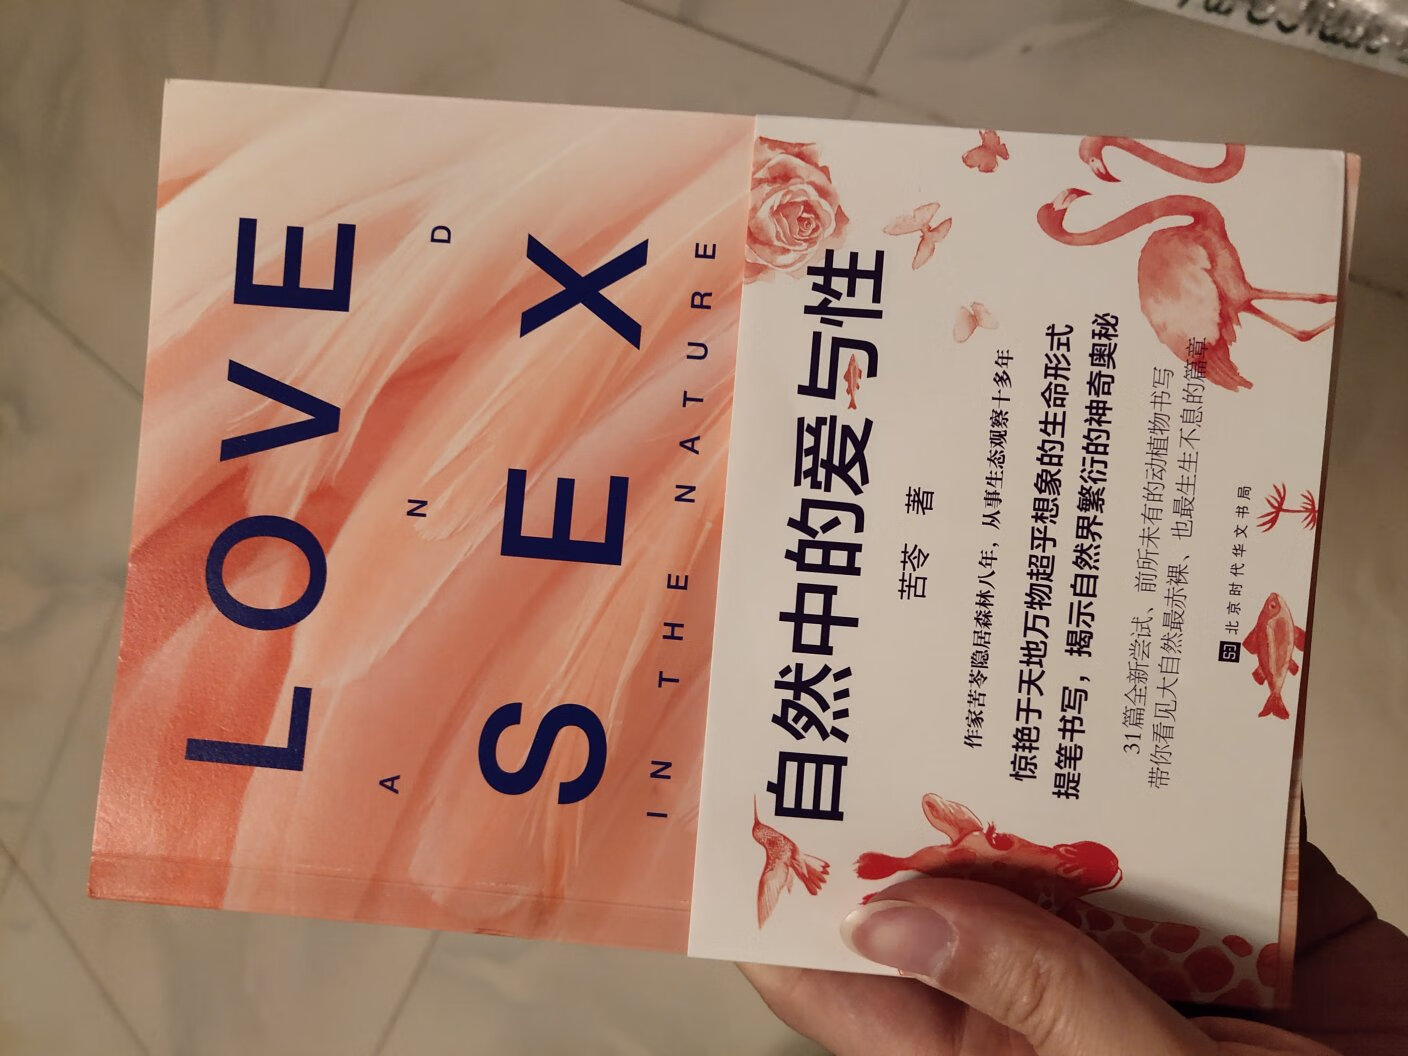 LOVE
AND
SEX
IN THE NATURE
自然中的爱与性
苦苓 著
作家苦苓隐居森林八年，从事生态观察十多年
惊艳于天地万物超乎想象的生命形式
提笔书写，揭示自然界繁衍的神奇奥秘
31篇全新尝试、前所未有的动植物书写
带你看见大自然最赤裸、也最生生不息的篇章
北京时代华文书局